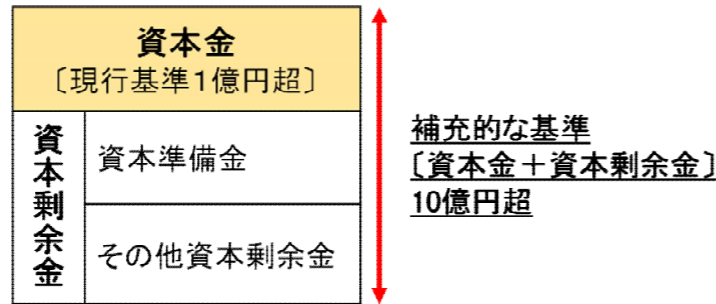 資本金
〔現行基準1億円超〕
資本剰余金
資本準備金
その他資本剰余金
補充的な基準
〔資本金＋資本剰余金〕
10億円超